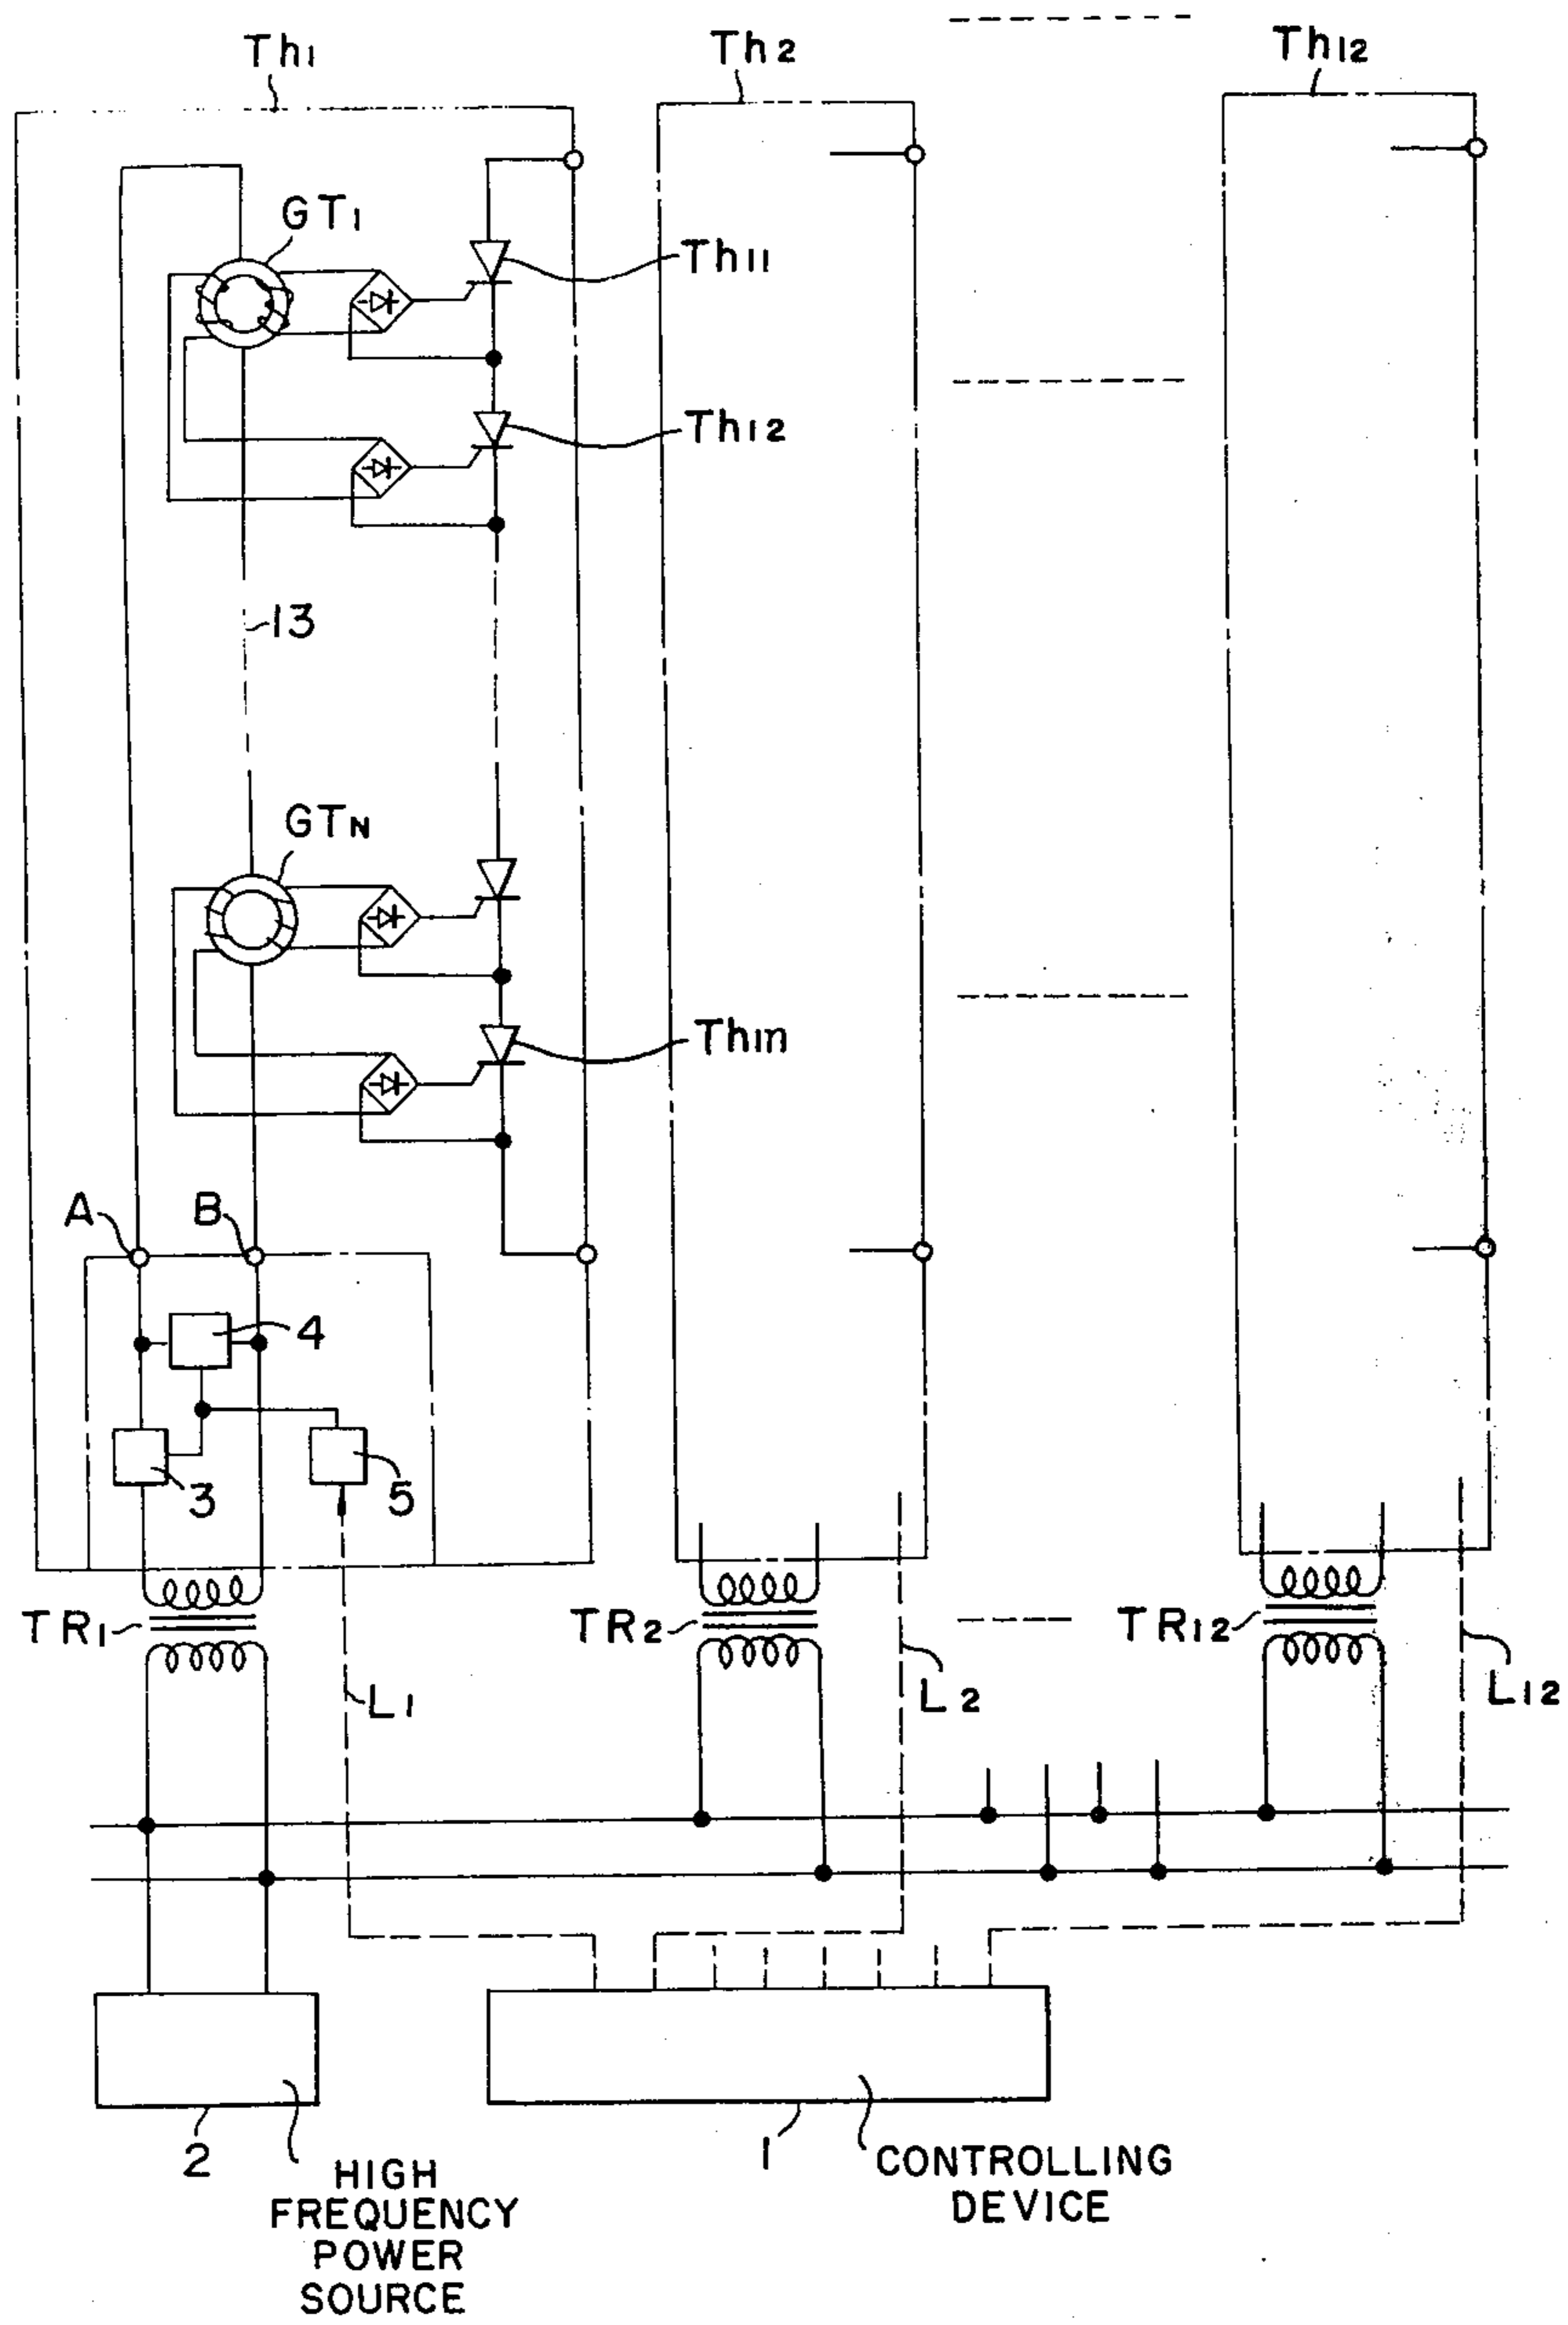 Th1
Th2
Th12
GT1
Th11
Th12
13
GTN
Th1n
A
B
4
3
5
TR1
TR2
TR12
L1
L2
L12
2
1
HIGH
FREQUENCY
POWER
SOURCE
CONTROLLING
DEVICE